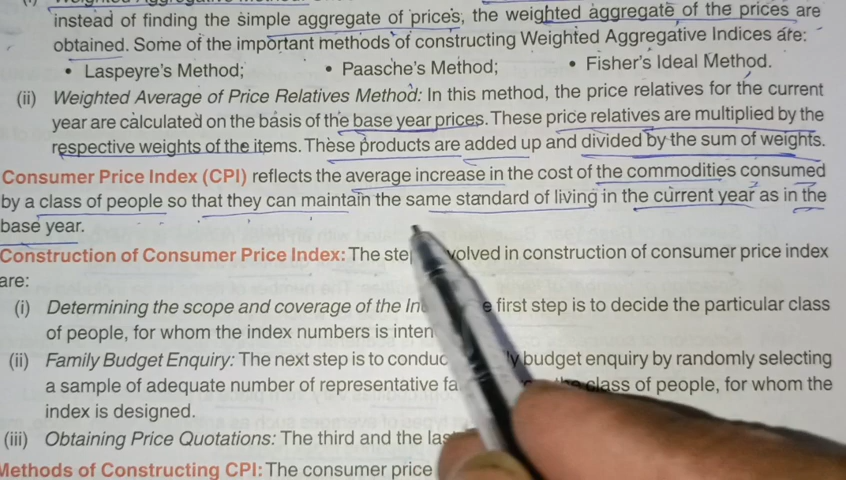 instead of finding the simple aggregate of prices, the weighted aggregate of the prices are
obtained. Some of the important methods of constructing Weighted Aggregative Indices are:
• Laspeyre's Method; • Paasche's Method; • Fisher's Ideal Method.
(ii) Weighted Average of Price Relatives Method: In this method, the price relatives for the current
year are calculated on the basis of the base year prices. These price relatives are multiplied by the
respective weights of the items. These products are added up and divided by the sum of weights.
Consumer Price Index (CPI) reflects the average increase in the cost of the commodities consumed
by a class of people so that they can maintain the same standard of living in the current year as in the
base year.
Construction of Consumer Price Index: The volved in construction of consumer price index
are:
(i) Determining the scope and coverage of the first step is to decide the particular class
of people, for whom the index numbers is
(ii) Family Budget Enquiry: The next step is to budget enquiry by randomly selecting
a sample of adequate number of representative class of people, for whom the
index is designed.
(iii) Obtaining Price Quotations: The third and the
Methods of Constructing CPI: The consumer price